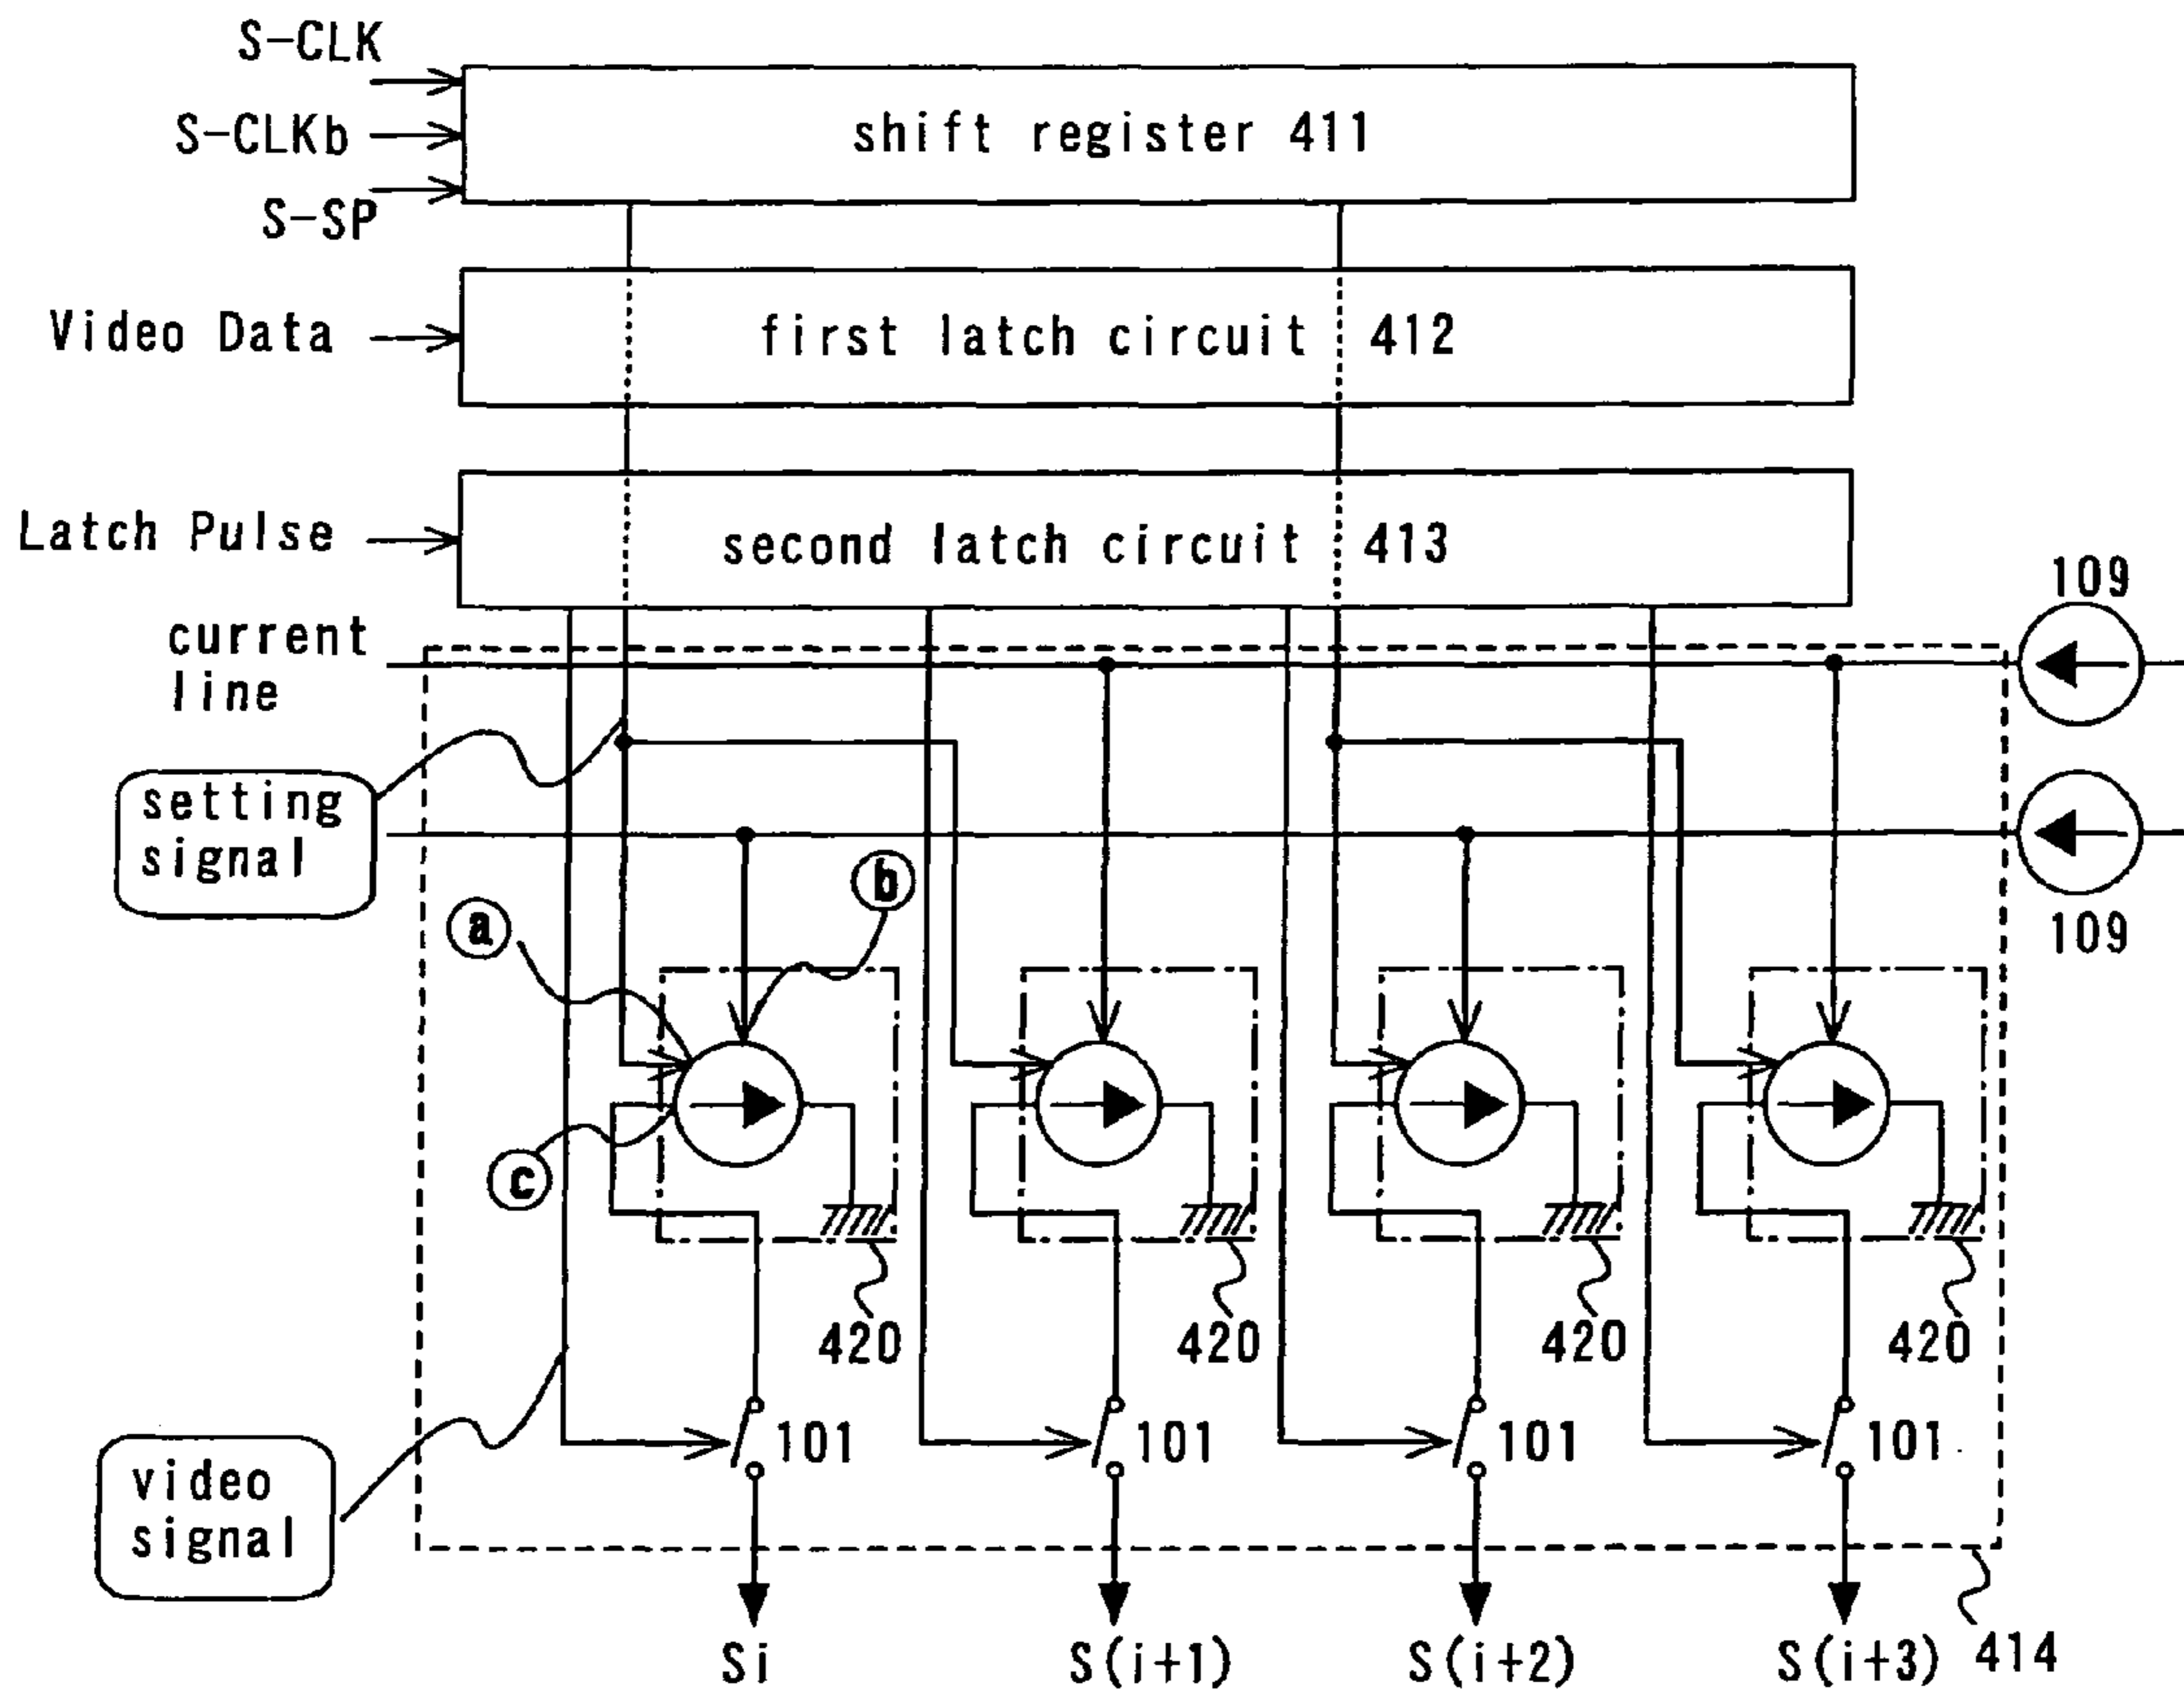 S-CLK
S-CLKb
S-SP
shift register 411
Video Data
first latch circuit 412
Latch Pulse
second latch circuit 413
current
line
109
setting
signal
109
a
b
c
420
420
420
420
101
101
101
101
video
signal
Si
S(i+1)
S(i+2)
S(i+3)
414